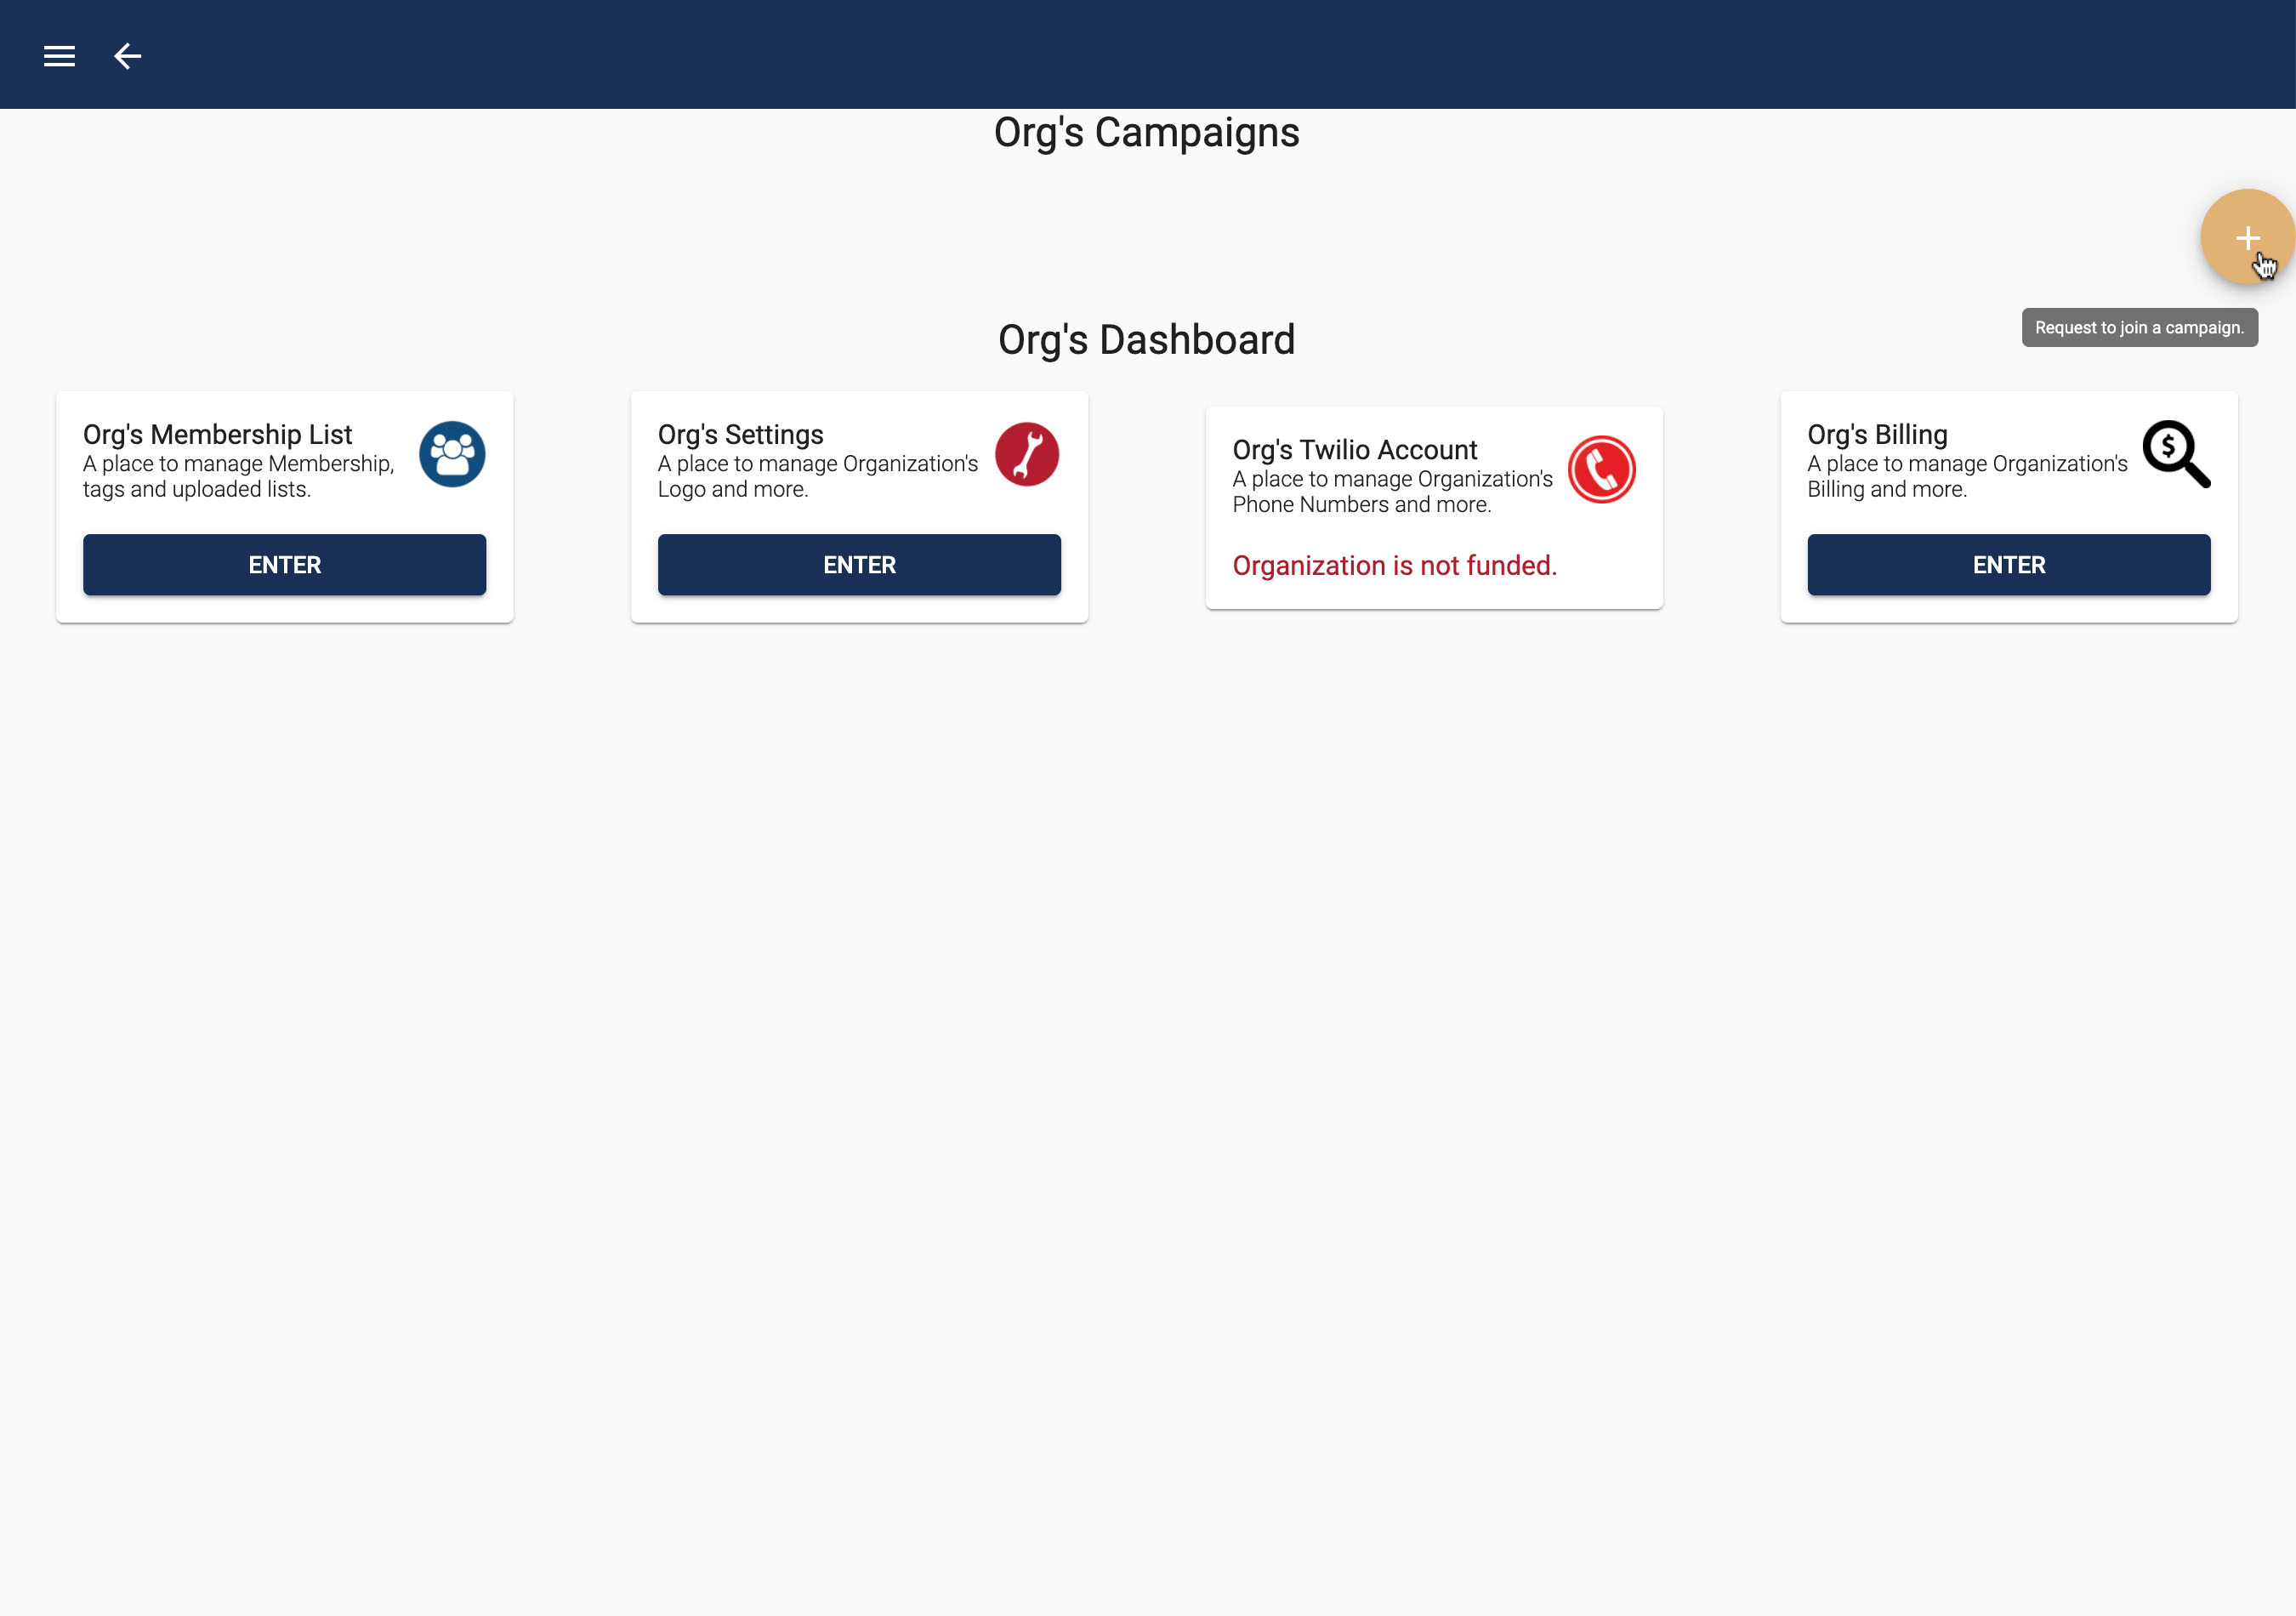 Org's Campaigns
Request to join a campaign.
Org's Dashboard
Org's Membership List
A place to manage Membership,
tags and uploaded lists.
ENTER
Org's Settings
A place to manage Organization's
Logo and more.
ENTER
Org's Twilio Account
A place to manage Organization's
Phone Numbers and more.
Organization is not funded.
Org's Billing
A place to manage Organization's
Billing and more.
$
ENTER